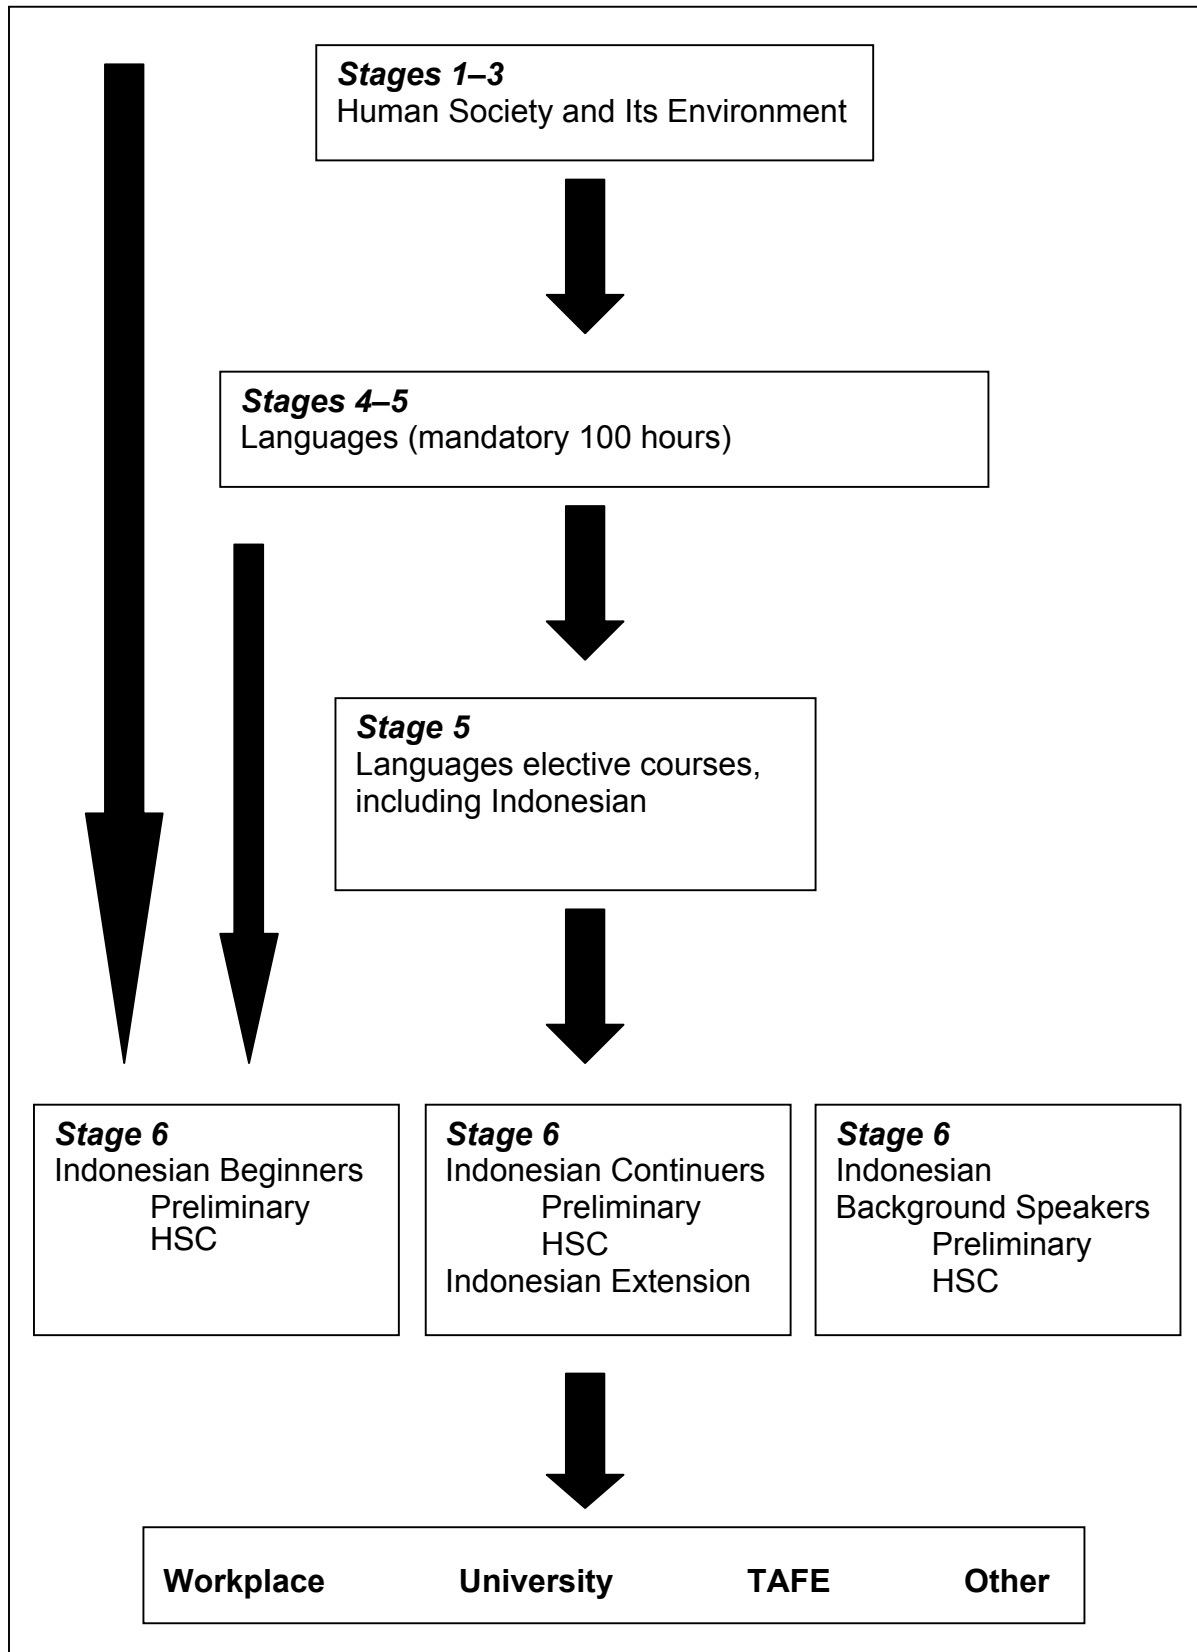 Stages 1–3
Human Society and Its Environment
Stages 4–5
Languages (mandatory 100 hours)
Stage 5
Languages elective courses,
including Indonesian
Stage 6
Indonesian Beginners
Preliminary
HSC
Stage 6
Indonesian Continuers
Preliminary
HSC
Indonesian Extension
Stage 6
Indonesian
Background Speakers
Preliminary
HSC
Workplace University TAFE Other